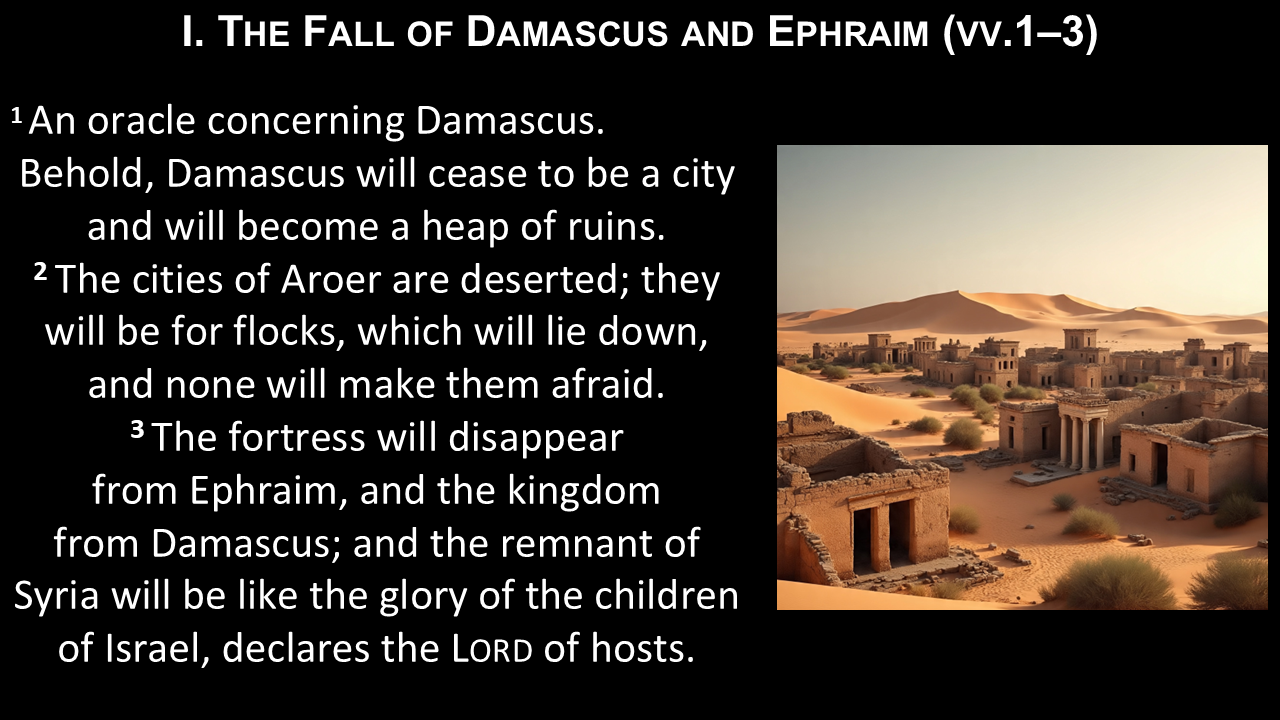 I. THE FALL OF DAMASCUS AND EPHRAIM (VV.1–3)
1 An oracle concerning Damascus.
Behold, Damascus will cease to be a city
and will become a heap of ruins.
2 The cities of Aroer are deserted; they
will be for flocks, which will lie down,
and none will make them afraid.
3 The fortress will disappear
from Ephraim, and the kingdom
from Damascus; and the remnant of
Syria will be like the glory of the children
of Israel, declares the LORD of hosts.